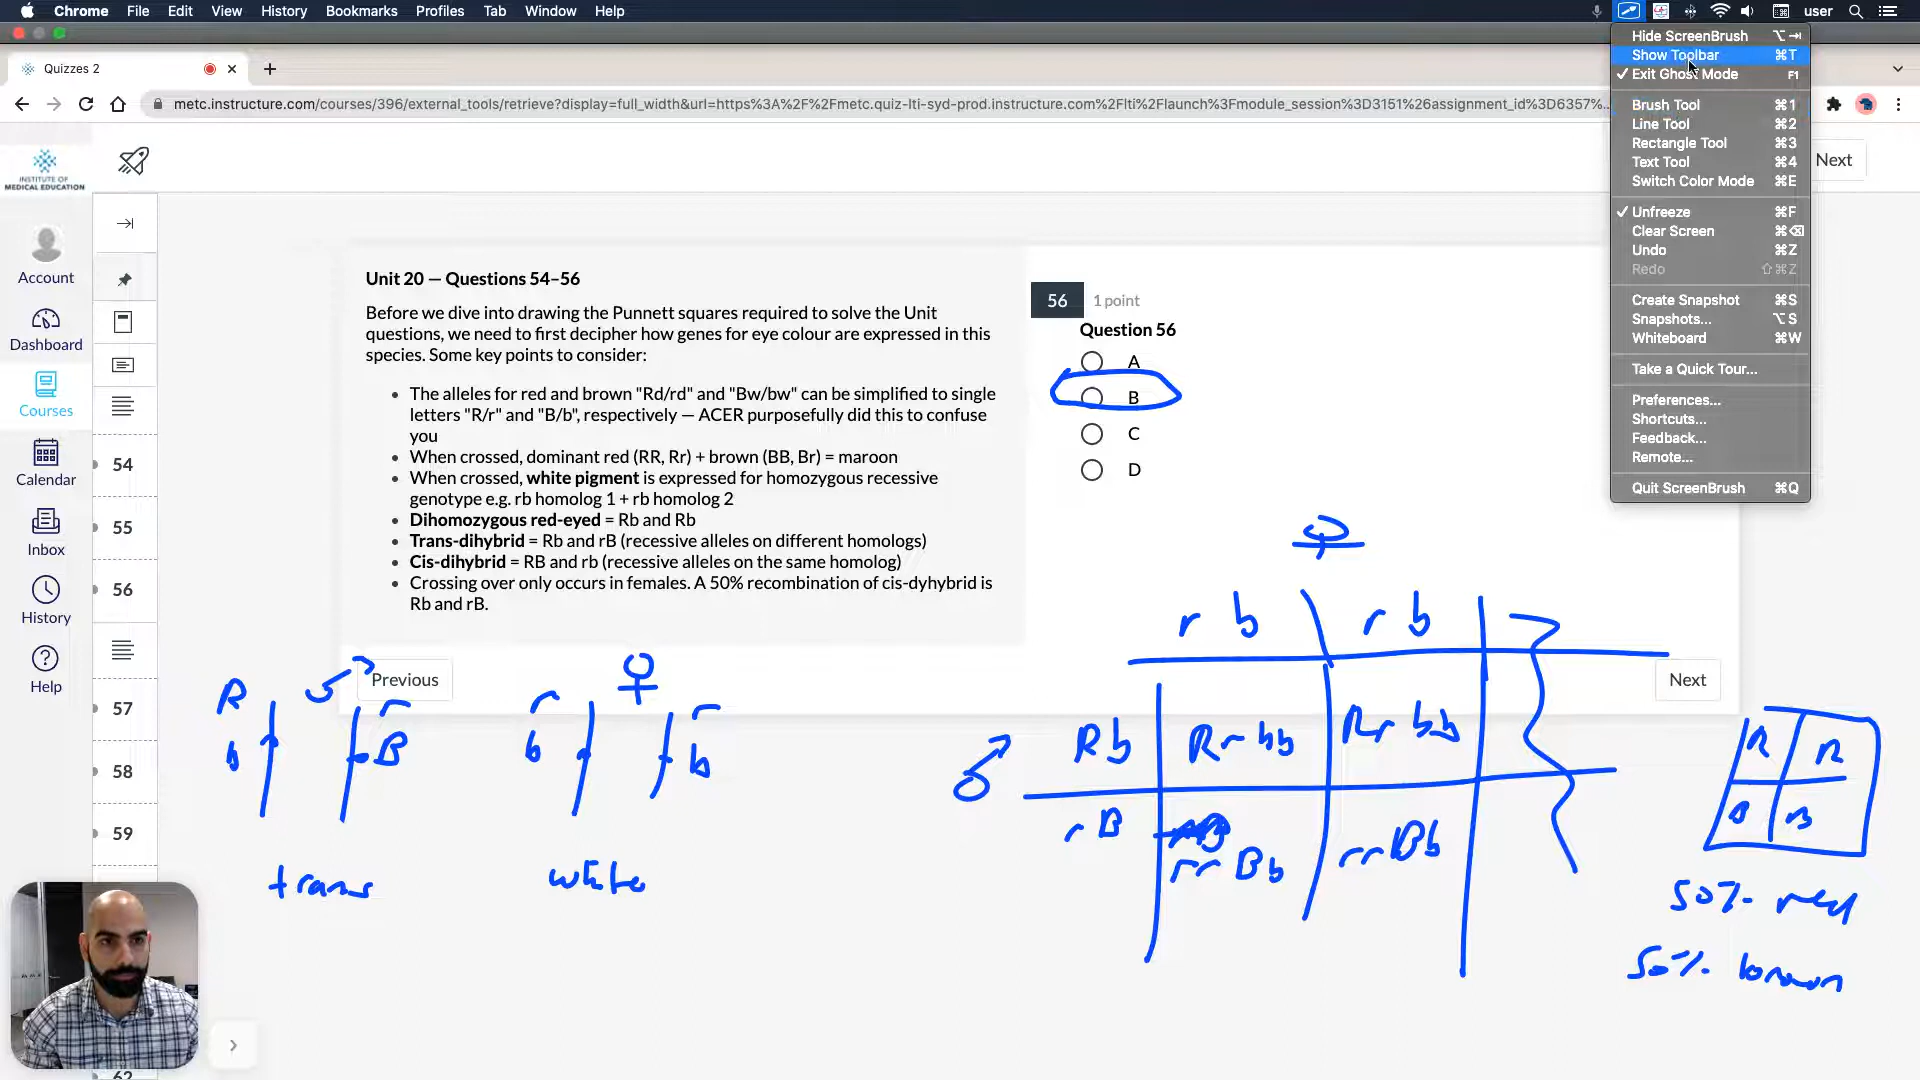 Chrome File Edit View History Bookmarks Profiles Tab Window Help user
Hide ScreenBrush ⌥⇥
Show Toolbar ⌘T
✓ Exit Ghost Mode F1
Brush Tool ⌘1
Line Tool ⌘2
Rectangle Tool ⌘3
Text Tool ⌘4
Switch Color Mode ⌘E
✓ Unfreeze ⌘F
Clear Screen ⌘⌫
Undo ⌘Z
Redo ⇧⌘Z
Create Snapshot ⌘S
Snapshots... ⌥S
Whiteboard ⌘W
Take a Quick Tour...
Preferences...
Shortcuts...
Feedback...
Remote...
Quit ScreenBrush ⌘Q
Quizzes 2
metc.instructure.com/courses/396/external_tools/retrieve?display=full_width&url=https%3A%2F%2Fmetc.quiz-lti-syd-prod.instructure.com%2Flti%2Flaunch%3Fmodule_session%3D3151%26assignment_id%3D6357%...
INSTITUTE OF
MEDICAL EDUCATION
Next
Account
Dashboard
Courses
Calendar
Inbox
History
Help
54
55
56
57
58
59
62
Unit 20 — Questions 54–56
Before we dive into drawing the Punnett squares required to solve the Unit
questions, we need to first decipher how genes for eye colour are expressed in this
species. Some key points to consider:
• The alleles for red and brown "Rd/rd" and "Bw/bw" can be simplified to single
letters "R/r" and "B/b", respectively — ACER purposefully did this to confuse
you
• When crossed, dominant red (RR, Rr) + brown (BB, Br) = maroon
• When crossed, white pigment is expressed for homozygous recessive
genotype e.g. rb homolog 1 + rb homolog 2
• Dihomozygous red-eyed = Rb and Rb
• Trans-dihybrid = Rb and rB (recessive alleles on different homologs)
• Cis-dihybrid = RB and rb (recessive alleles on the same homolog)
• Crossing over only occurs in females. A 50% recombination of cis-dyhybrid is
Rb and rB.
56 1 point
Question 56
A
B
C
D
Previous
Next
♂ ♀
R r r r
b B b b
trans white
♀
r b r b
♂ Rb Rr bb Rr bb
rB rr Bb rr Bb
R R
B B
50% red
50% brown